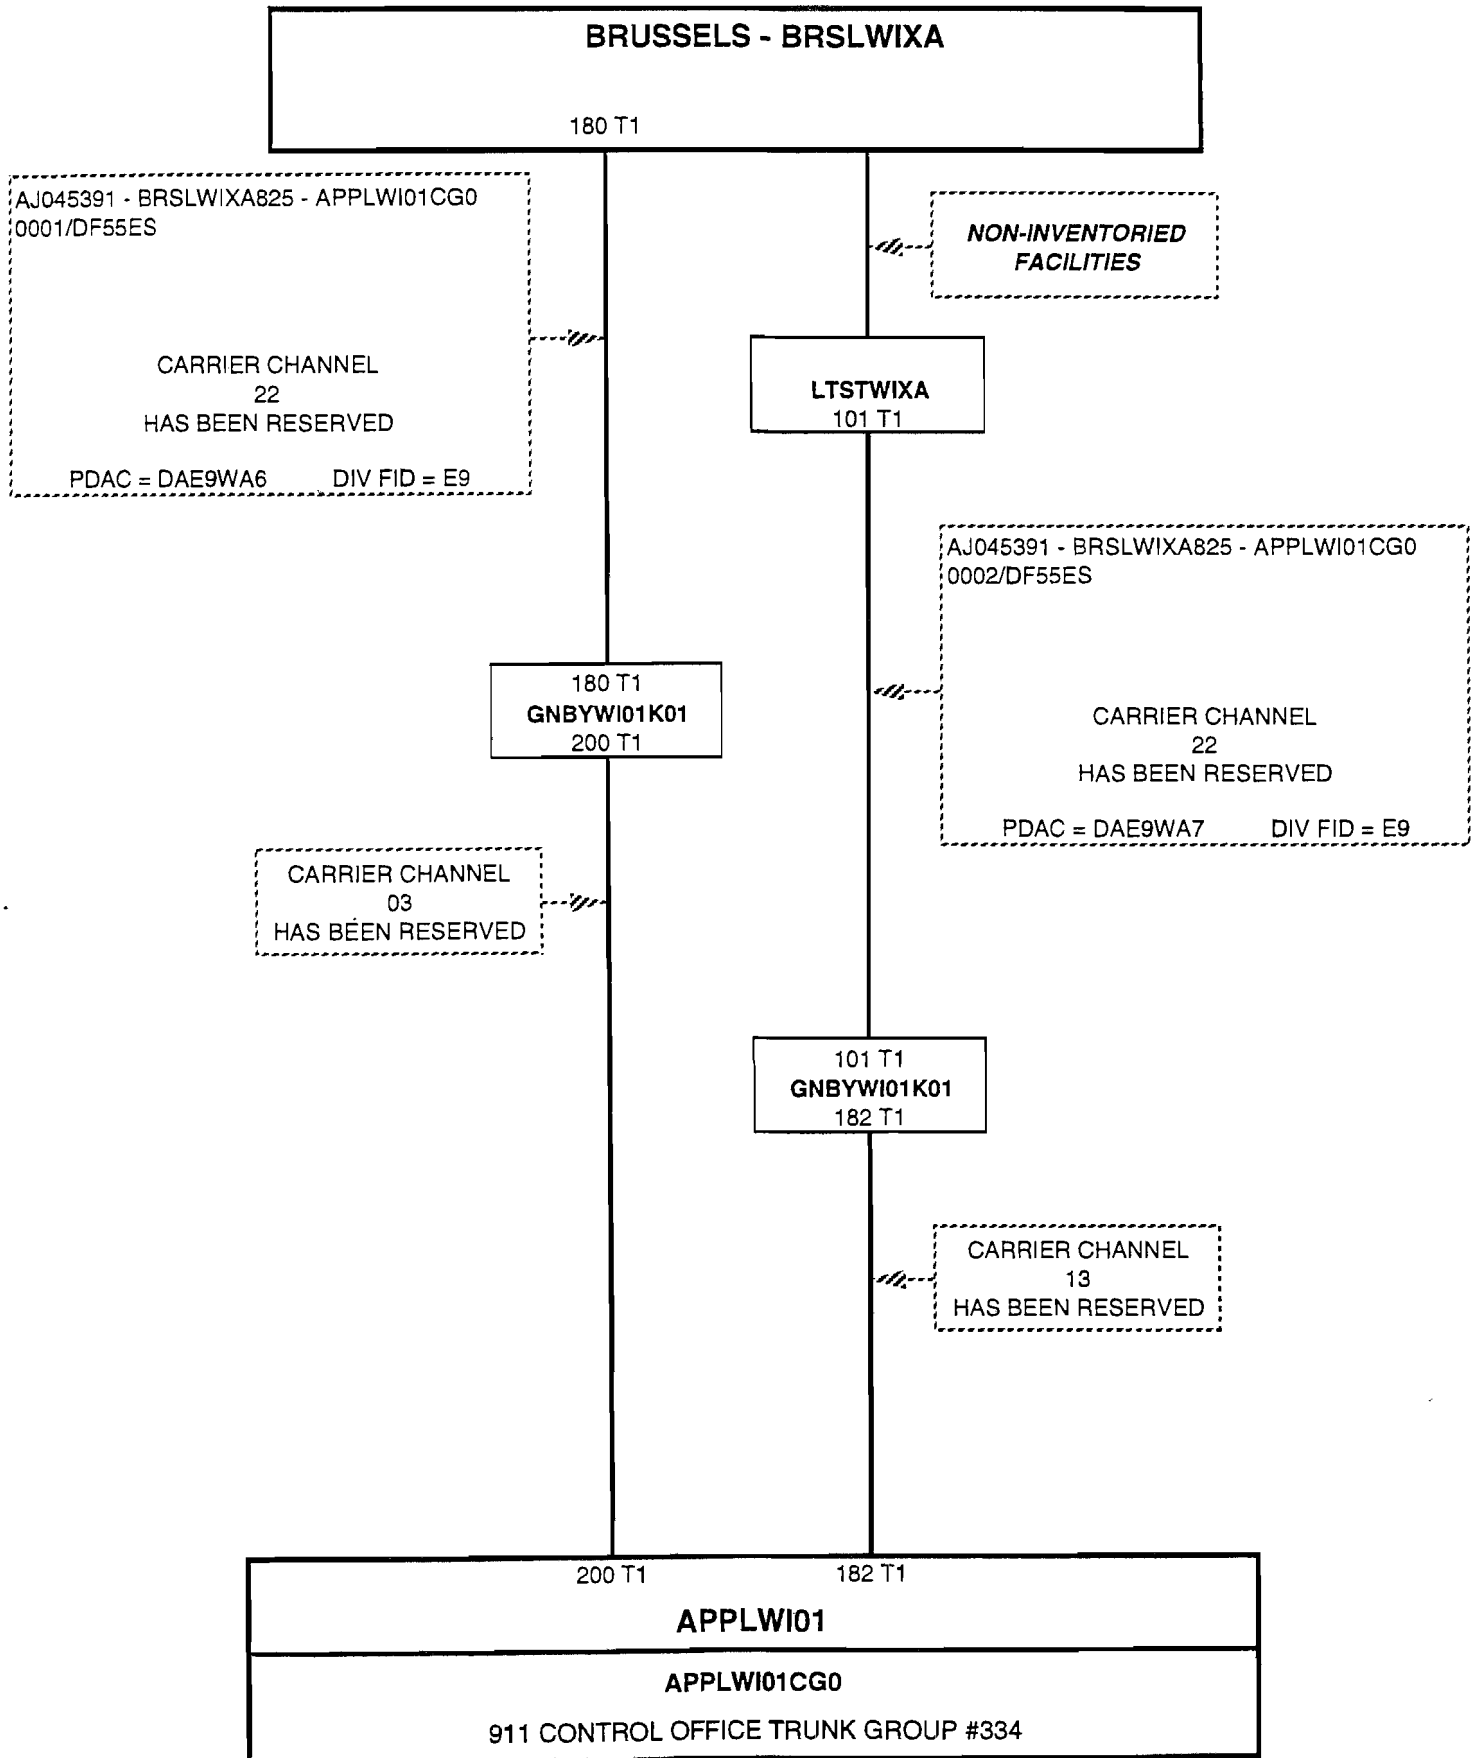 BRUSSELS - BRSLWIXA
180 T1
AJ045391 - BRSLWIXA825 - APPLWI01CG0
0001/DF55ES
CARRIER CHANNEL
22
HAS BEEN RESERVED
PDAC = DAE9WA6 DIV FID = E9
NON-INVENTORIED
FACILITIES
LTSTWIXA
101 T1
AJ045391 - BRSLWIXA825 - APPLWI01CG0
0002/DF55ES
CARRIER CHANNEL
22
HAS BEEN RESERVED
PDAC = DAE9WA7 DIV FID = E9
180 T1
GNBYWI01K01
200 T1
CARRIER CHANNEL
03
HAS BEEN RESERVED
101 T1
GNBYWI01K01
182 T1
CARRIER CHANNEL
13
HAS BEEN RESERVED
200 T1 182 T1
APPLWI01
APPLWI01CG0
911 CONTROL OFFICE TRUNK GROUP #334